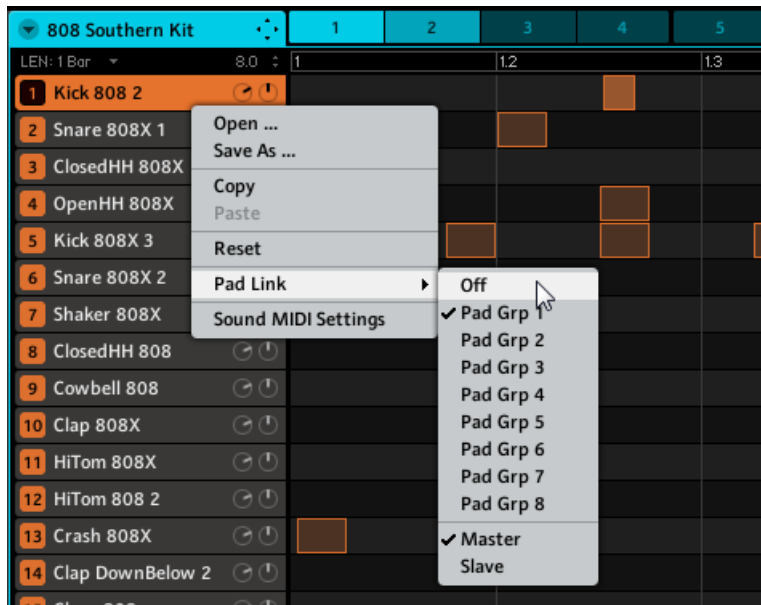 808 Southern Kit 1 2 3 4 5
LEN: 1 Bar 8.0 1 1.2 1.3
1 Kick 808 2
2 Snare 808X 1
3 ClosedHH 808X
4 OpenHH 808X
5 Kick 808X 3
6 Snare 808X 2
7 Shaker 808X
8 ClosedHH 808
9 Cowbell 808
10 Clap 808X
11 HiTom 808X
12 HiTom 808 2
13 Crash 808X
14 Clap DownBelow 2
Open ...
Save As ...
Copy
Paste
Reset
Pad Link
Sound MIDI Settings
Off
Pad Grp 1
Pad Grp 2
Pad Grp 3
Pad Grp 4
Pad Grp 5
Pad Grp 6
Pad Grp 7
Pad Grp 8
Master
Slave